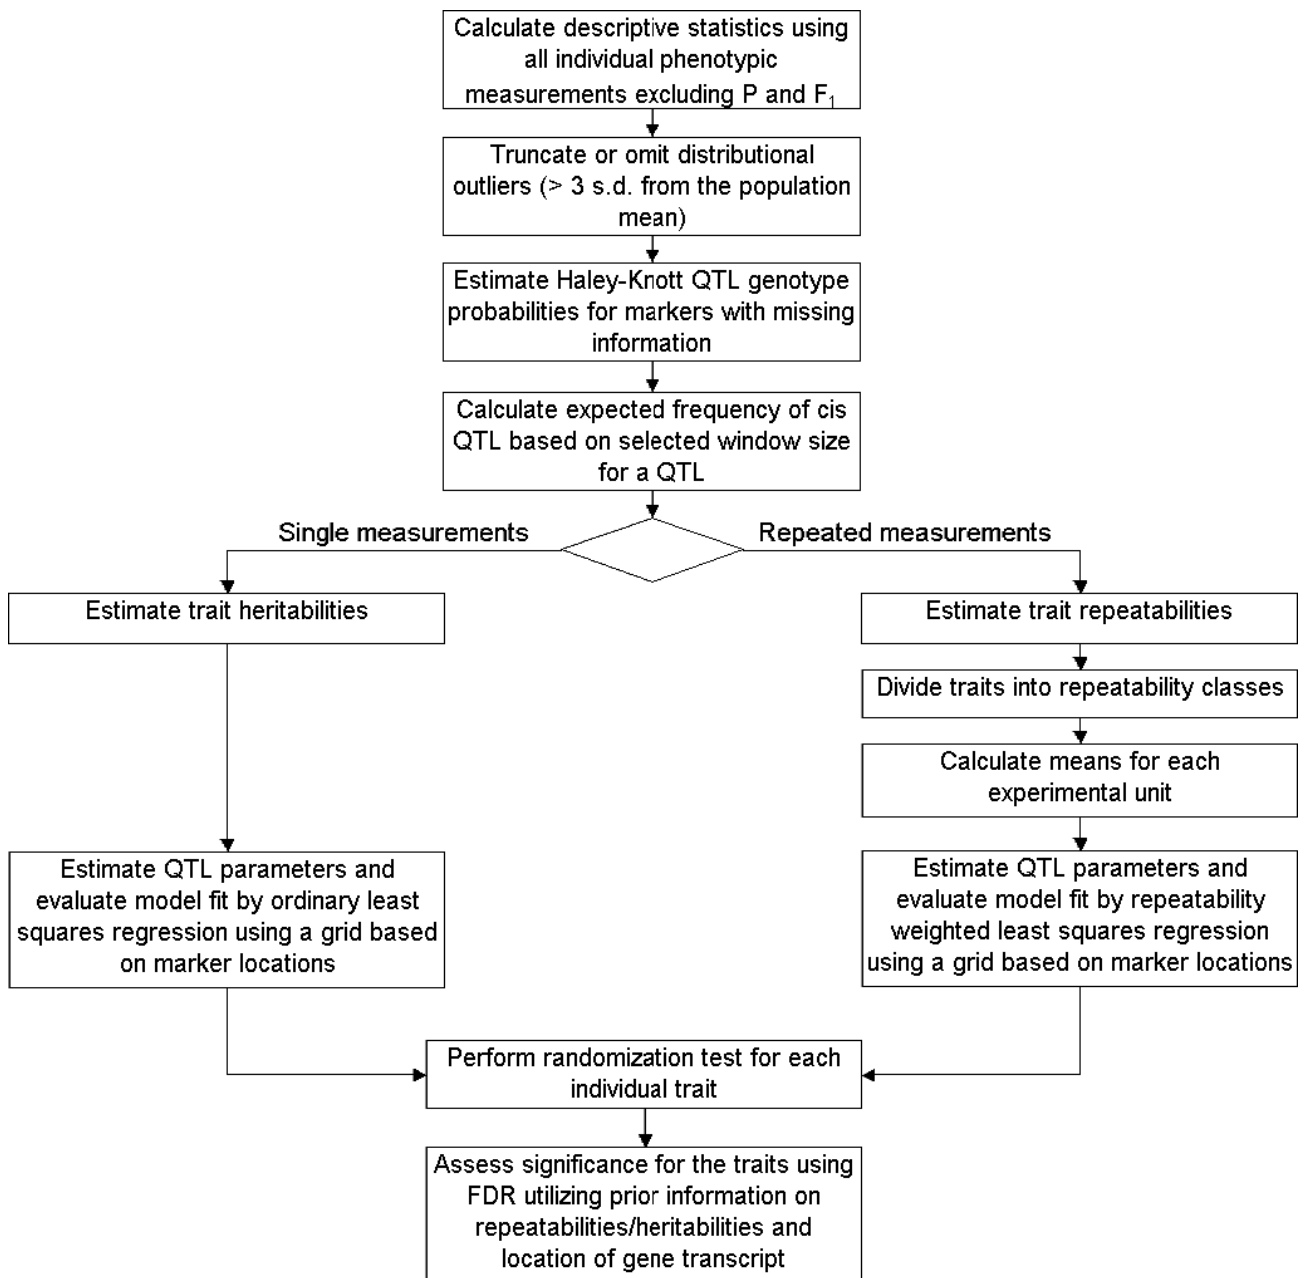 Calculate descriptive statistics using
all individual phenotypic
measurements excluding P and F₁
Truncate or omit distributional
outliers (> 3 s.d. from the population
mean)
Estimate Haley-Knott QTL genotype
probabilities for markers with missing
information
Calculate expected frequency of cis
QTL based on selected window size
for a QTL
Single measurements
Repeated measurements
Estimate trait heritabilities
Estimate trait repeatabilities
Divide traits into repeatability classes
Calculate means for each
experimental unit
Estimate QTL parameters and
evaluate model fit by ordinary least
squares regression using a grid based
on marker locations
Estimate QTL parameters and
evaluate model fit by repeatability
weighted least squares regression
using a grid based on marker locations
Perform randomization test for each
individual trait
Assess significance for the traits using
FDR utilizing prior information on
repeatabilities/heritabilities and
location of gene transcript